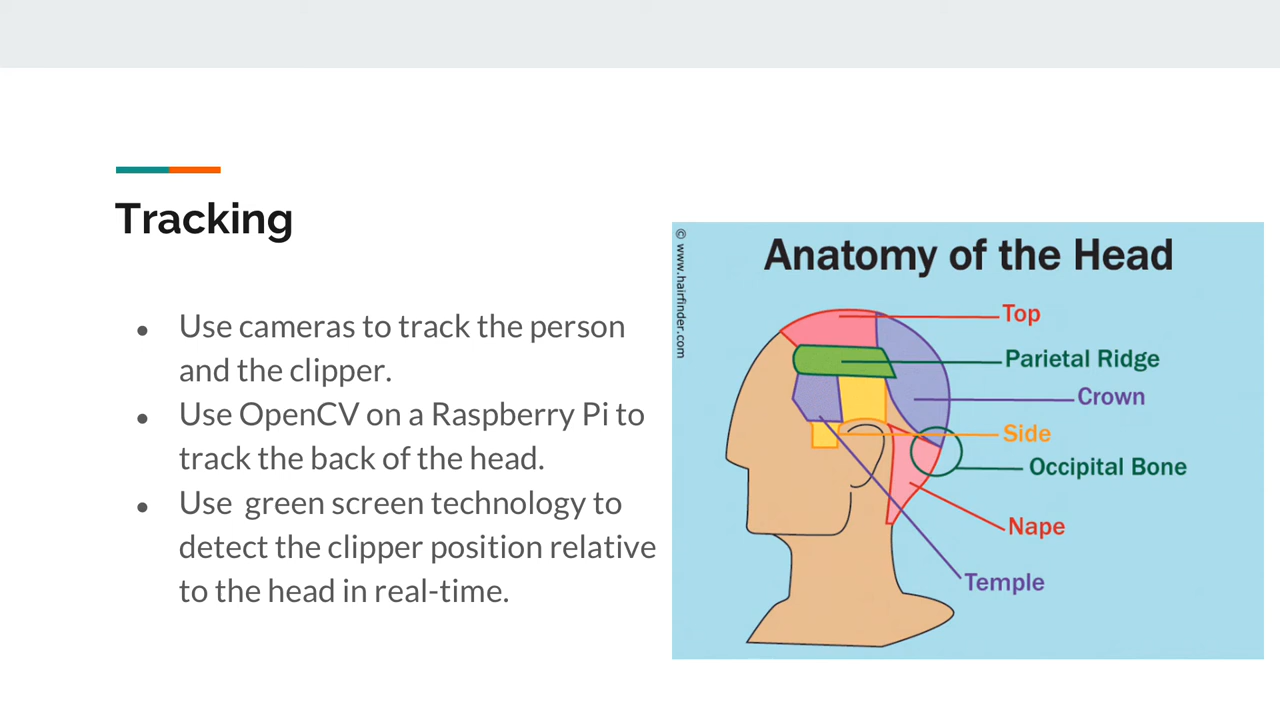 Tracking
● Use cameras to track the person
and the clipper.
● Use OpenCV on a Raspberry Pi to
track the back of the head.
● Use  green screen technology to
detect the clipper position relative
to the head in real-time.
© www.hairfinder.com
Anatomy of the Head
Top
Parietal Ridge
Crown
Side
Occipital Bone
Nape
Temple